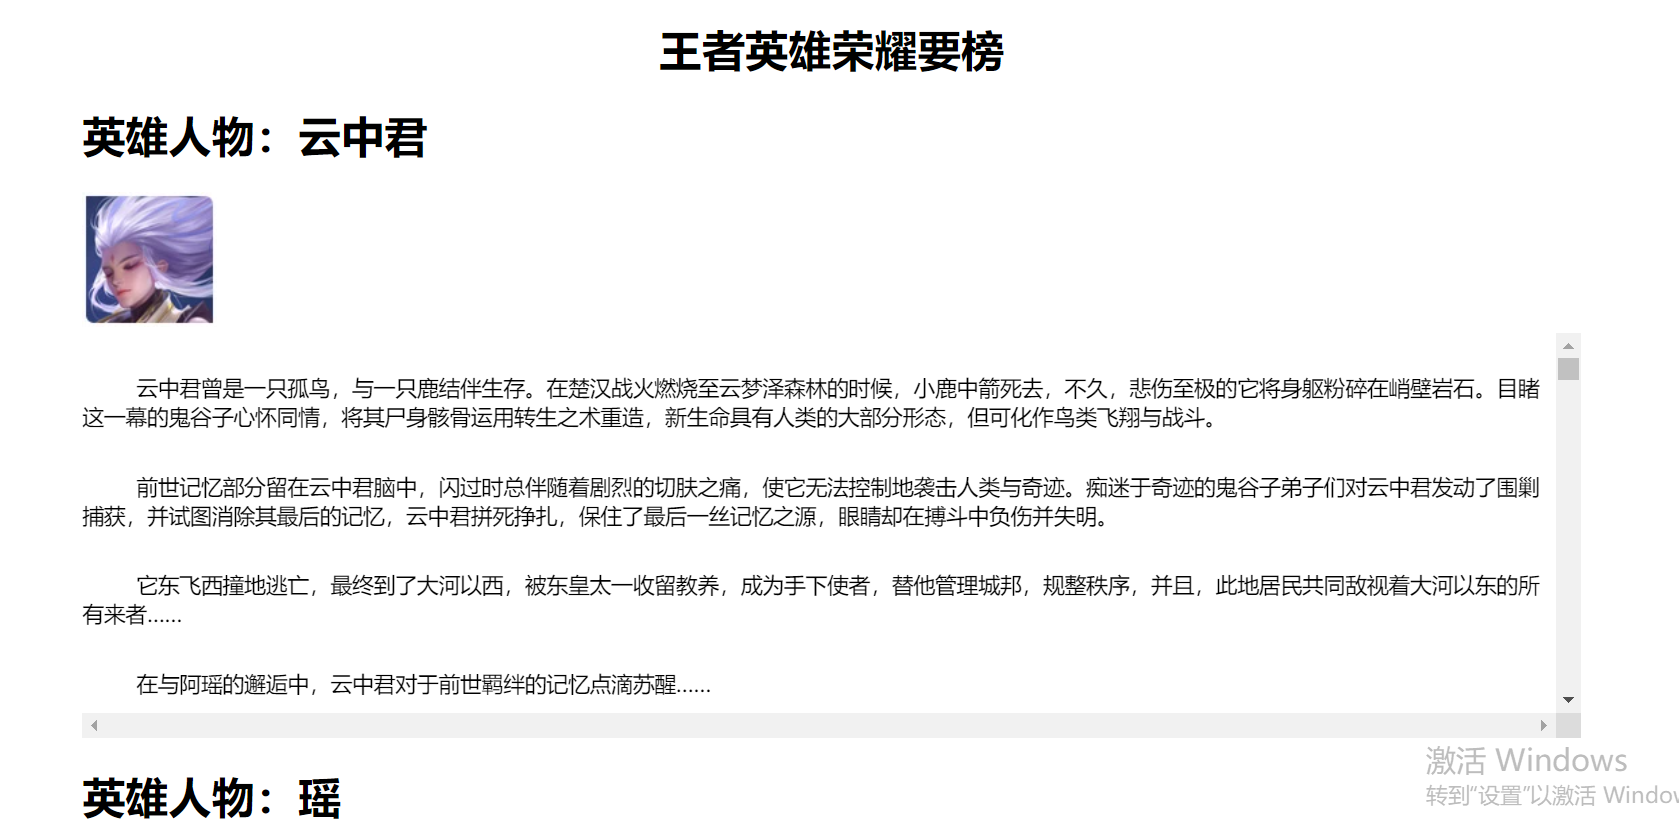 王者英雄荣耀要榜
英雄人物：云中君
云中君曾是一只孤鸟，与一只鹿结伴生存。在楚汉战火燃烧至云梦泽森林的时候，小鹿中箭死去，不久，悲伤至极的它将身躯粉碎在峭壁岩石。目睹
这一幕的鬼谷子心怀同情，将其尸身骸骨运用转生之术重造，新生命具有人类的大部分形态，但可化作鸟类飞翔与战斗。
前世记忆部分留在云中君脑中，闪过时总伴随着剧烈的切肤之痛，使它无法控制地袭击人类与奇迹。痴迷于奇迹的鬼谷子弟子们对云中君发动了围剿
捕获，并试图消除其最后的记忆，云中君拼死挣扎，保住了最后一丝记忆之源，眼睛却在搏斗中负伤并失明。
它东飞西撞地逃亡，最终到了大河以西，被东皇太一收留教养，成为手下使者，替他管理城邦，规整秩序，并且，此地居民共同敌视着大河以东的所
有来者......
在与阿瑶的邂逅中，云中君对于前世羁绊的记忆点滴苏醒......
激活 Windows
转到“设置”以激活 Windo
英雄人物：瑶